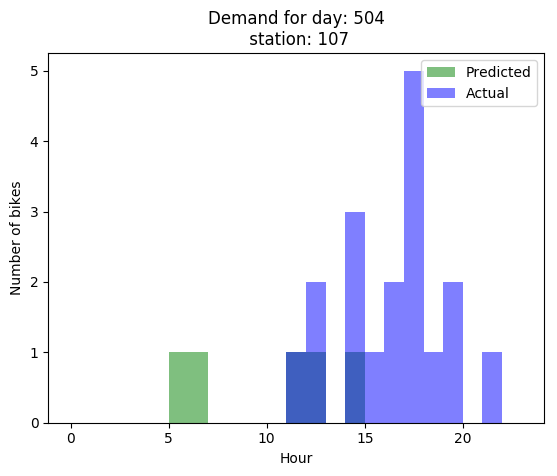 Demand for day: 504
station: 107
Predicted
Actual
5
4
3
2
1
0
Number of bikes
0 5 10 15 20
Hour